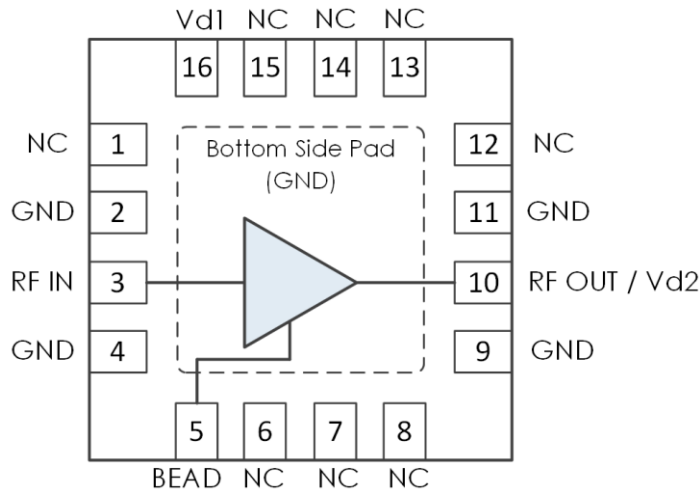 Vd1 NC NC NC
16 15 14 13
NC 1 12 NC
Bottom Side Pad
(GND)
GND 2 11 GND
RF IN 3 10 RF OUT / Vd2
GND 4 9 GND
5 6 7 8
BEAD NC NC NC